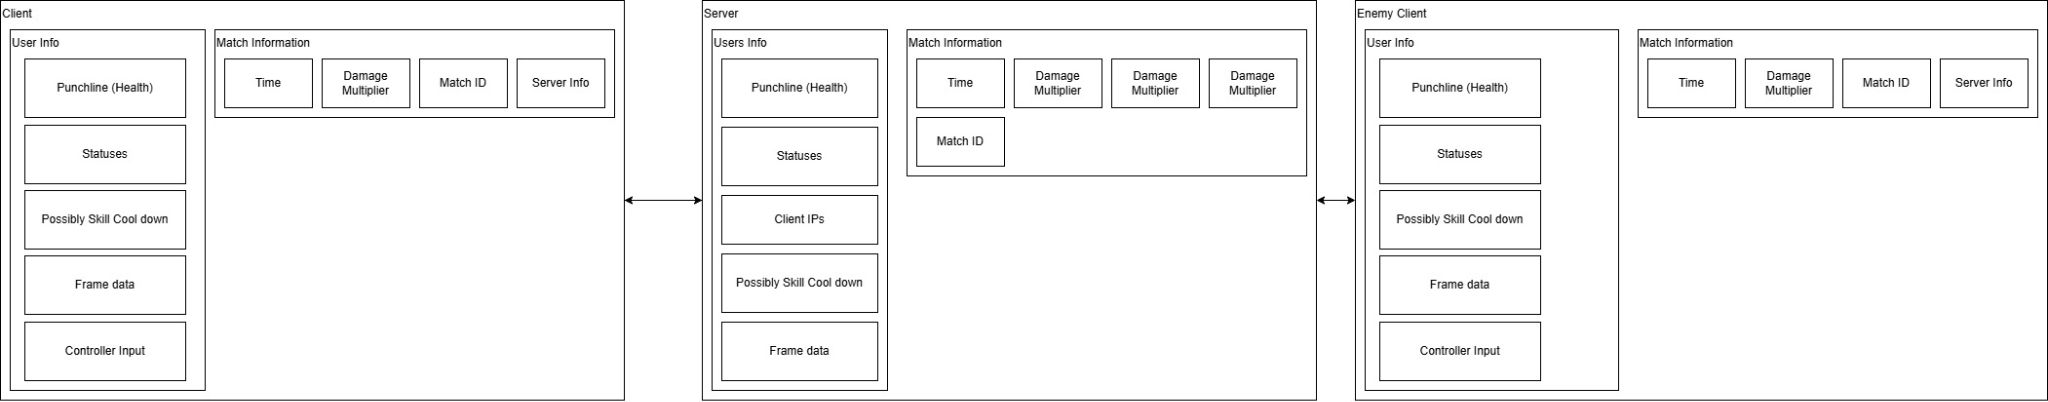 Client
User Info
Punchline (Health)
Statuses
Possibly Skill Cool down
Frame data
Controller Input
Match Information
Time
Damage
Multiplier
Match ID
Server Info
Server
Users Info
Punchline (Health)
Statuses
Client IPs
Possibly Skill Cool down
Frame data
Match Information
Time
Damage
Multiplier
Damage
Multiplier
Damage
Multiplier
Match ID
Enemy Client
User Info
Punchline (Health)
Statuses
Possibly Skill Cool down
Frame data
Controller Input
Match Information
Time
Damage
Multiplier
Match ID
Server Info